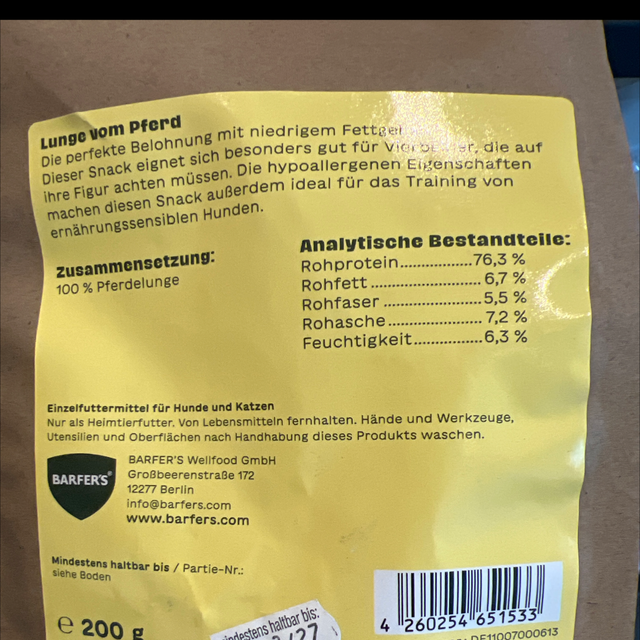 Lunge vom Pferd
Die perfekte Belohnung mit niedrigem
Dieser Snack eignet sich besonders gut für die auf
ihre Figur achten müssen. Die hypoallergenen Eigenschaften
machen diesen Snack außerdem ideal für das Training von
ernährungssensiblen Hunden.
Zusammensetzung:
100 % Pferdelunge
Analytische Bestandteile:
Rohprotein..............76,3 %
Rohfett..................6,7 %
Rohfaser ................5,5 %
Rohasche................7,2 %
Feuchtigkeit.............6,3 %
Einzelfuttermittel für Hunde und Katzen
Nur als Heimtierfutter. Von Lebensmitteln fernhalten. Hände und Werkzeuge,
Utensilien und Oberflächen nach Handhabung dieses Produkts waschen.
BARFER'S®
BARFER'S Wellfood GmbH
Großbeerenstraße 172
12277 Berlin
info@barfers.com
www.barfers.com
Mindestens haltbar bis / Partie-Nr.:
siehe Boden
e 200 g
haltbar bis:
/27
4 260254 651533
DE11007000613